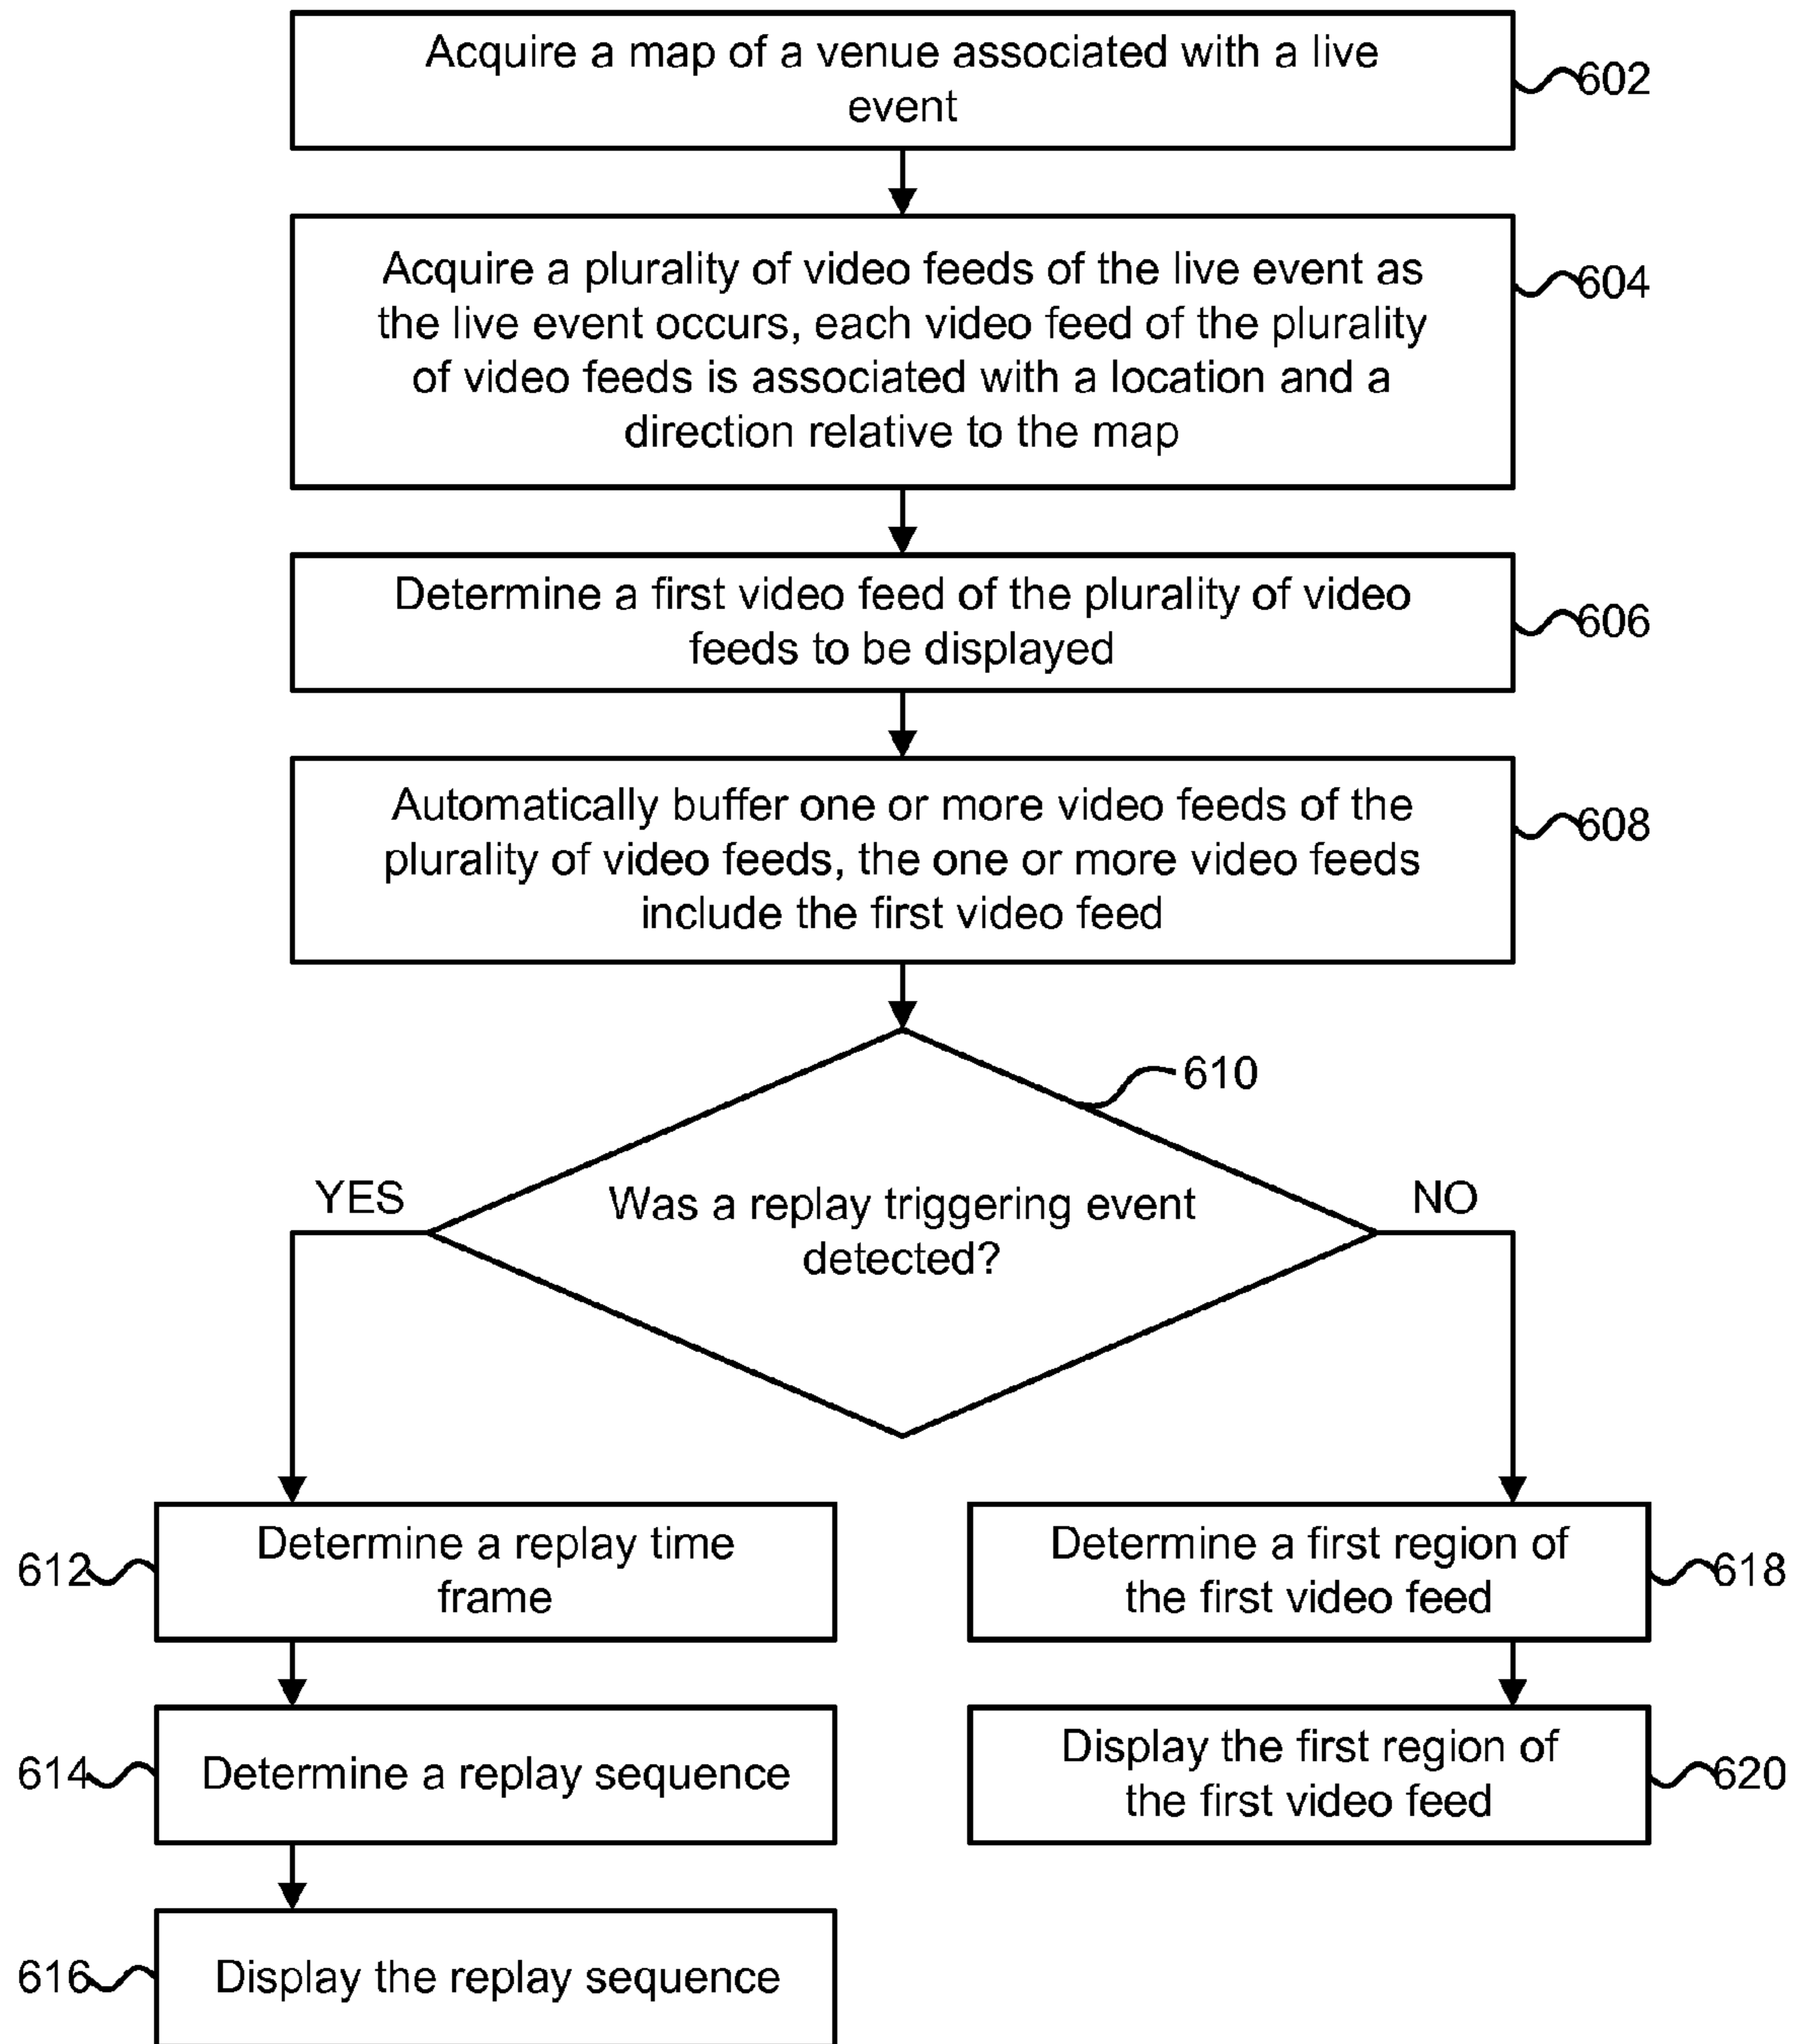 Acquire a map of a venue associated with a live
event
602
Acquire a plurality of video feeds of the live event as
the live event occurs, each video feed of the plurality
of video feeds is associated with a location and a
direction relative to the map
604
Determine a first video feed of the plurality of video
feeds to be displayed
606
Automatically buffer one or more video feeds of the
plurality of video feeds, the one or more video feeds
include the first video feed
608
610
Was a replay triggering event
detected?
YES
NO
612
Determine a replay time
frame
Determine a first region of
the first video feed
618
614
Determine a replay sequence
Display the first region of
the first video feed
620
616
Display the replay sequence